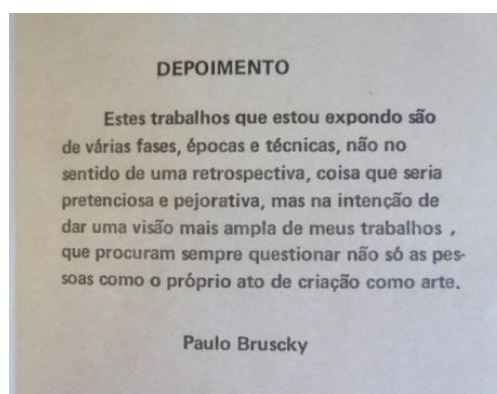 DEPOIMENTO
Estes trabalhos que estou expondo são
de várias fases, épocas e técnicas, não no
sentido de uma retrospectiva, coisa que seria
pretenciosa e pejorativa, mas na intenção de
dar uma visão mais ampla de meus trabalhos ,
que procuram sempre questionar não só as pes-
soas como o próprio ato de criação como arte.
Paulo Bruscky